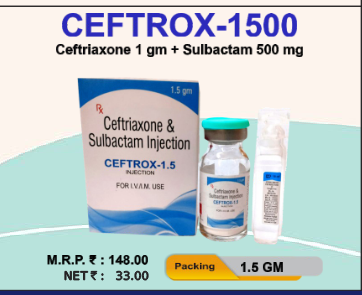 CEFTROX-1500
Ceftriaxone 1 gm + Sulbactam 500 mg
1.5 gm
Rx
Ceftriaxone &
Sulbactam Injection
CEFTROX-1.5
INJECTION
FOR I.V./I.M. USE
Ceftriaxone &
Sulbactam Injection
CEFTROX-1.5
M.R.P. ₹ : 148.00
NET ₹ : 33.00
Packing 1.5 GM